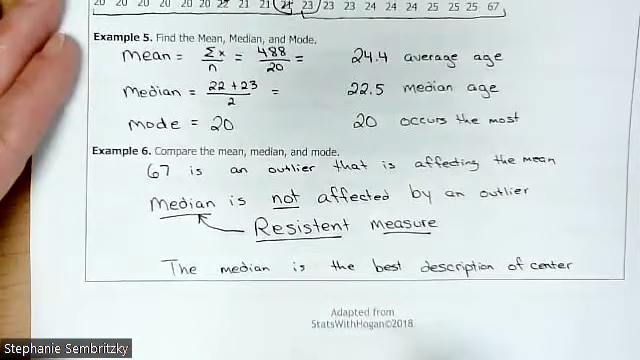 20 20 20 20 20 20 22 21 21 22 23 23 23 24 24 24 25 25 25 67
Example 5. Find the Mean, Median, and Mode.
mean = Σx/n = 488/20 = 24.4 average age
median = 22+23/2 = 22.5 median age
mode = 20 20 occurs the most
Example 6. Compare the mean, median, and mode.
67 is an outlier that is affecting the mean
Median is not affected by an outlier
Resistent measure
The median is the best description of center
Adapted from
StatsWithHogan©2018
Stephanie Sembritzky